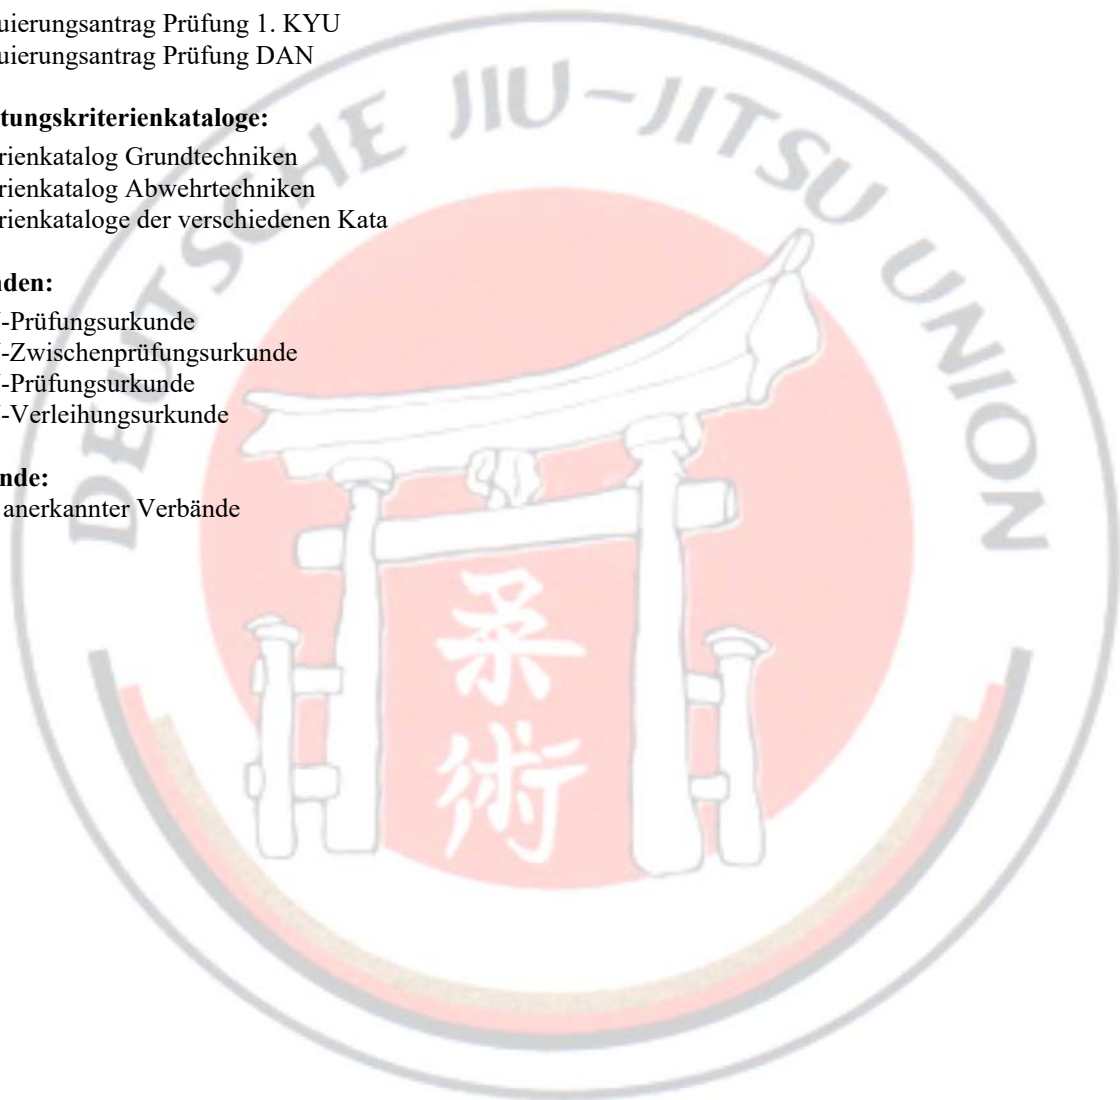 uierungsantrag Prüfung 1. KYU
uierungsantrag Prüfung DAN
tungskriterienkataloge:
rienkatalog Grundtechniken
rienkatalog Abwehrtechniken
rienkataloge der verschiedenen Kata
nden:
-Prüfungsurkunde
-Zwischenprüfungsurkunde
-Prüfungsurkunde
-Verleihungsurkunde
nde:
anerkannter Verbände
DEUTSCHE JIU-JITSU UNION
柔
術